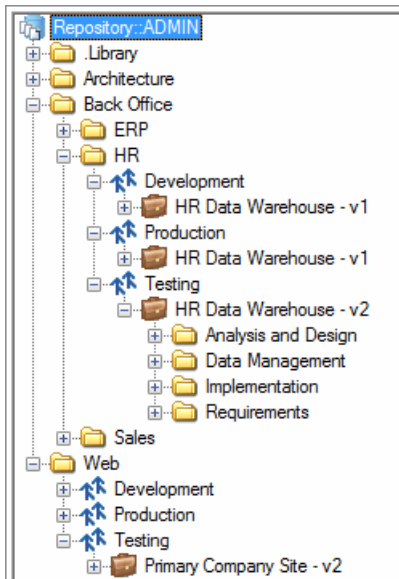 Repository::ADMIN
.Library
Architecture
Back Office
ERP
HR
Development
HR Data Warehouse - v1
Production
HR Data Warehouse - v1
Testing
HR Data Warehouse - v2
Analysis and Design
Data Management
Implementation
Requirements
Sales
Web
Development
Production
Testing
Primary Company Site - v2